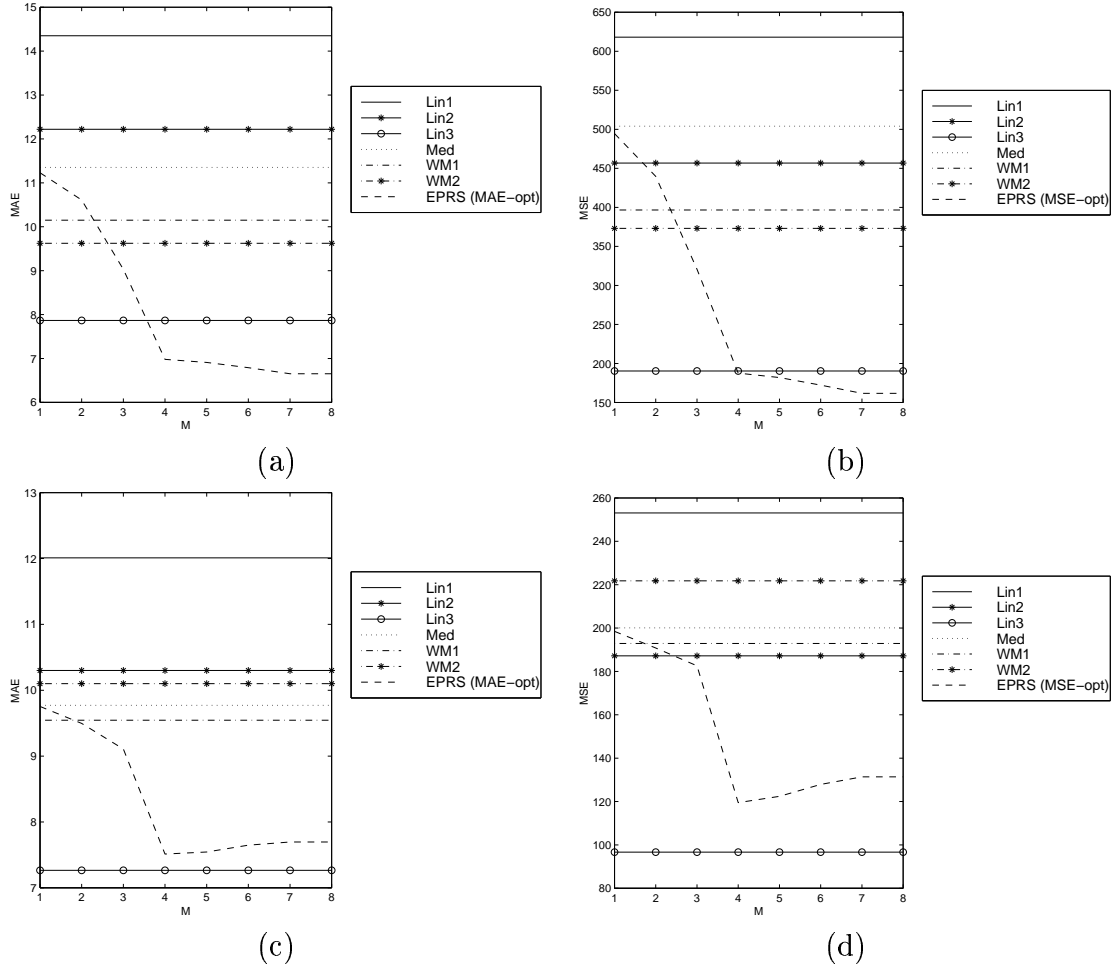 15
14
13
12
11
10
9
8
7
6
MAE
1 2 3 4 5 6 7 8
M
Lin1
Lin2
Lin3
Med
WM1
WM2
EPRS (MAE-opt)
(a)
650
600
550
500
450
400
350
300
250
200
150
MSE
1 2 3 4 5 6 7 8
M
Lin1
Lin2
Lin3
Med
WM1
WM2
EPRS (MSE-opt)
(b)
13
12
11
10
9
8
7
MAE
1 2 3 4 5 6 7 8
M
Lin1
Lin2
Lin3
Med
WM1
WM2
EPRS (MAE-opt)
(c)
260
240
220
200
180
160
140
120
100
80
MSE
1 2 3 4 5 6 7 8
M
Lin1
Lin2
Lin3
Med
WM1
WM2
EPRS (MSE-opt)
(d)